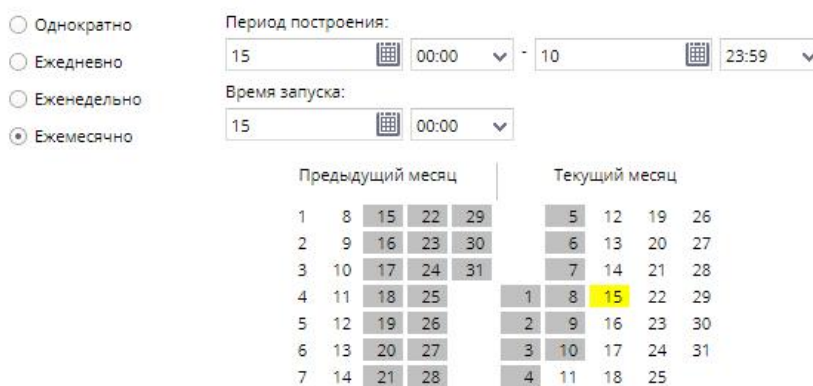 Однократно
Ежедневно
Еженедельно
Ежемесячно
Период построения:
15 00:00 - 10 23:59
Время запуска:
15 00:00
Предыдущий месяц Текущий месяц
1 8 15 22 29 5 12 19 26
2 9 16 23 30 6 13 20 27
3 10 17 24 31 7 14 21 28
4 11 18 25 1 8 15 22 29
5 12 19 26 2 9 16 23 30
6 13 20 27 3 10 17 24 31
7 14 21 28 4 11 18 25